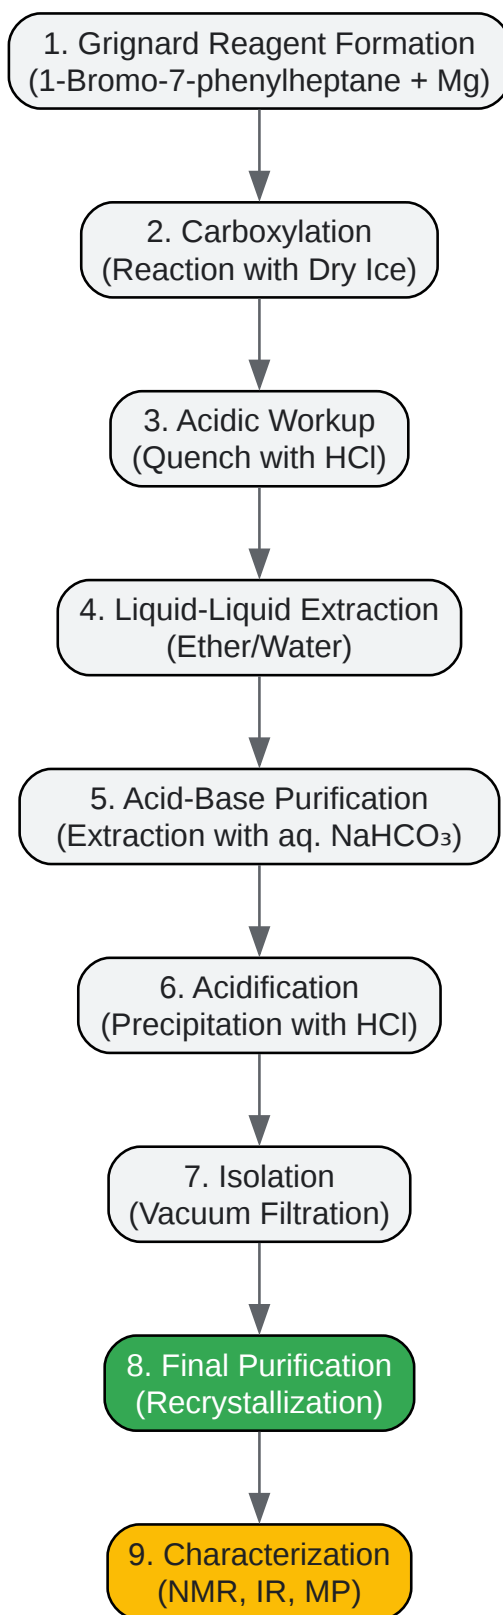 1. Grignard Reagent Formation
(1-Bromo-7-phenylheptane + Mg)
2. Carboxylation
(Reaction with Dry Ice)
3. Acidic Workup
(Quench with HCl)
4. Liquid-Liquid Extraction
(Ether/Water)
5. Acid-Base Purification
(Extraction with aq. NaHCO₃)
6. Acidification
(Precipitation with HCl)
7. Isolation
(Vacuum Filtration)
8. Final Purification
(Recrystallization)
9. Characterization
(NMR, IR, MP)